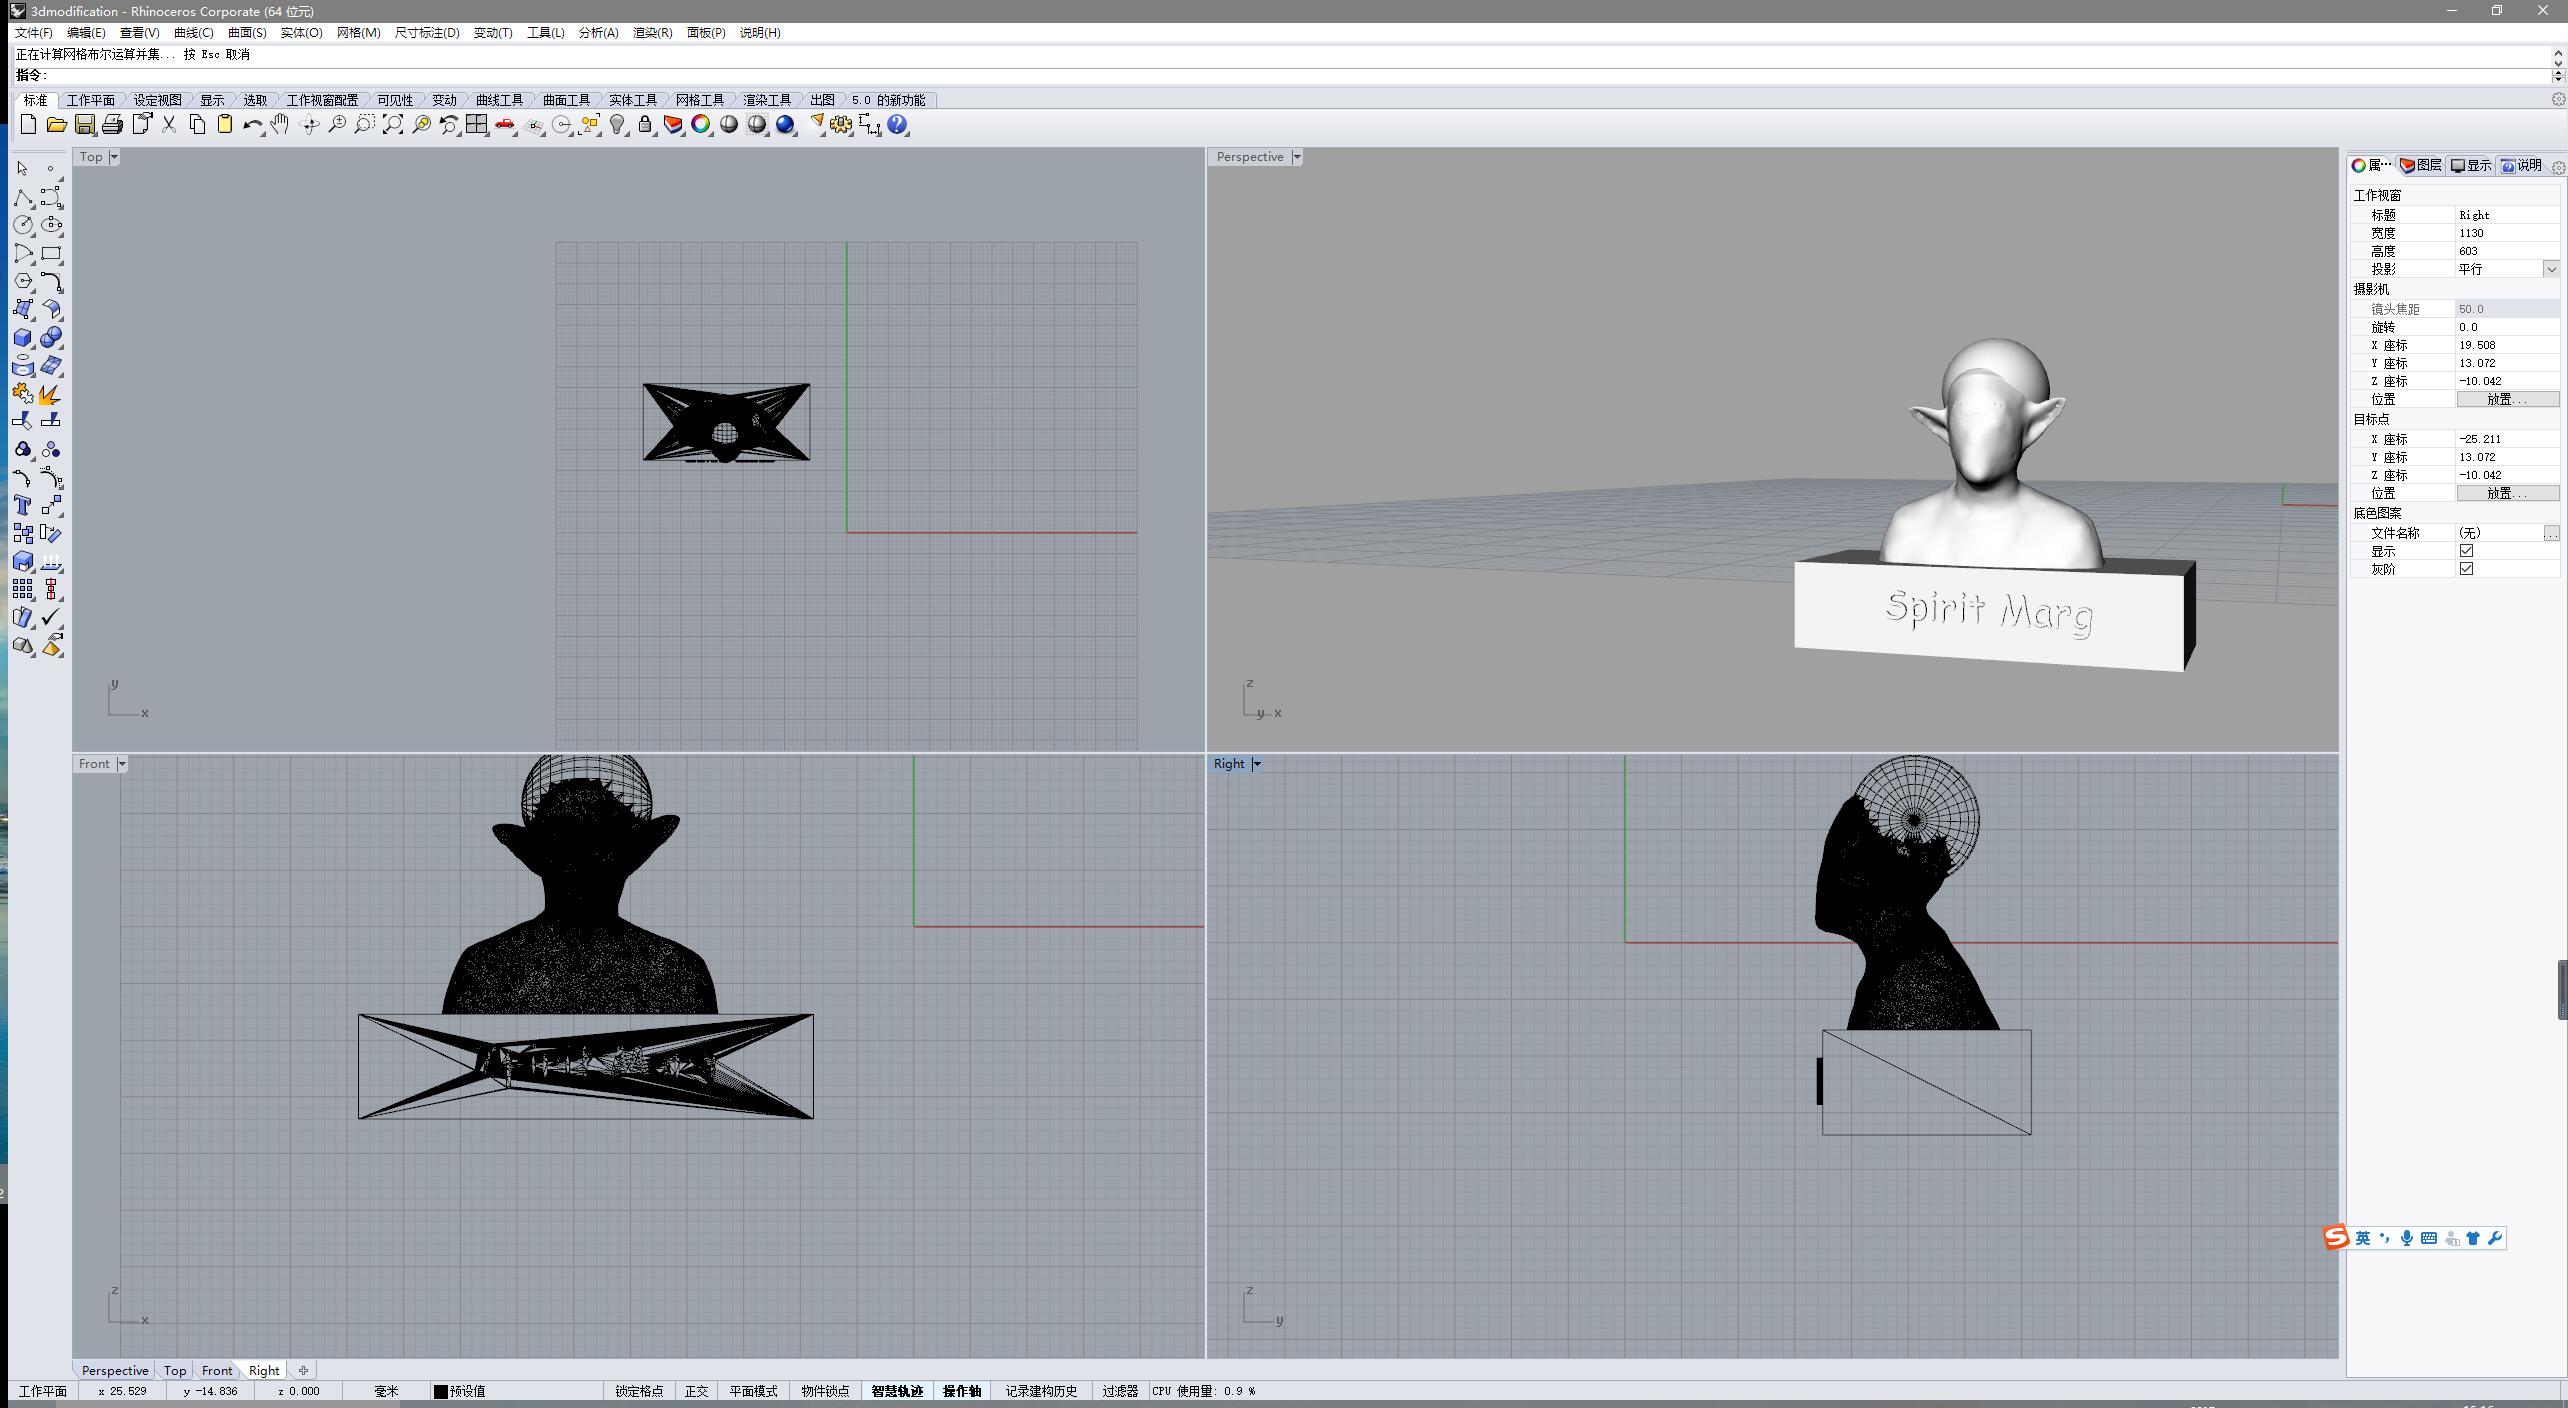 3dmodification - Rhinoceros Corporate (64 位元)
文件(F) 编辑(E) 查看(V) 曲线(C) 曲面(S) 实体(O) 网格(M) 尺寸标注(D) 变动(T) 工具(L) 分析(A) 渲染(R) 面板(P) 说明(H)
正在计算网格布尔运算并集... 按 Esc 取消
指令:
标准 工作平面 设定视图 显示 选取 工作视窗配置 可见性 变动 曲线工具 曲面工具 实体工具 网格工具 渲染工具 出图 5.0 的新功能
Top
Perspective
属… 图层 显示 说明
工作视窗
标题 Right
宽度 1130
高度 603
投影 平行
摄影机
镜头焦距 50.0
旋转 0.0
X 座标 19.508
Y 座标 13.072
Z 座标 -10.042
位置 放置...
目标点
X 座标 -25.211
Y 座标 13.072
Z 座标 -10.042
位置 放置...
底色图案
文件名称 (无) ...
显示
灰阶
Spirit Marg
y
x
z
y x
Front
Right
z
x
z
y
英
Perspective Top Front Right
工作平面 x 25.529 y -14.836 z 0.000 毫米 预设值 锁定格点 正交 平面模式 物件锁点 智慧轨迹 操作轴 记录建构历史 过滤器 CPU 使用量: 0.9 %